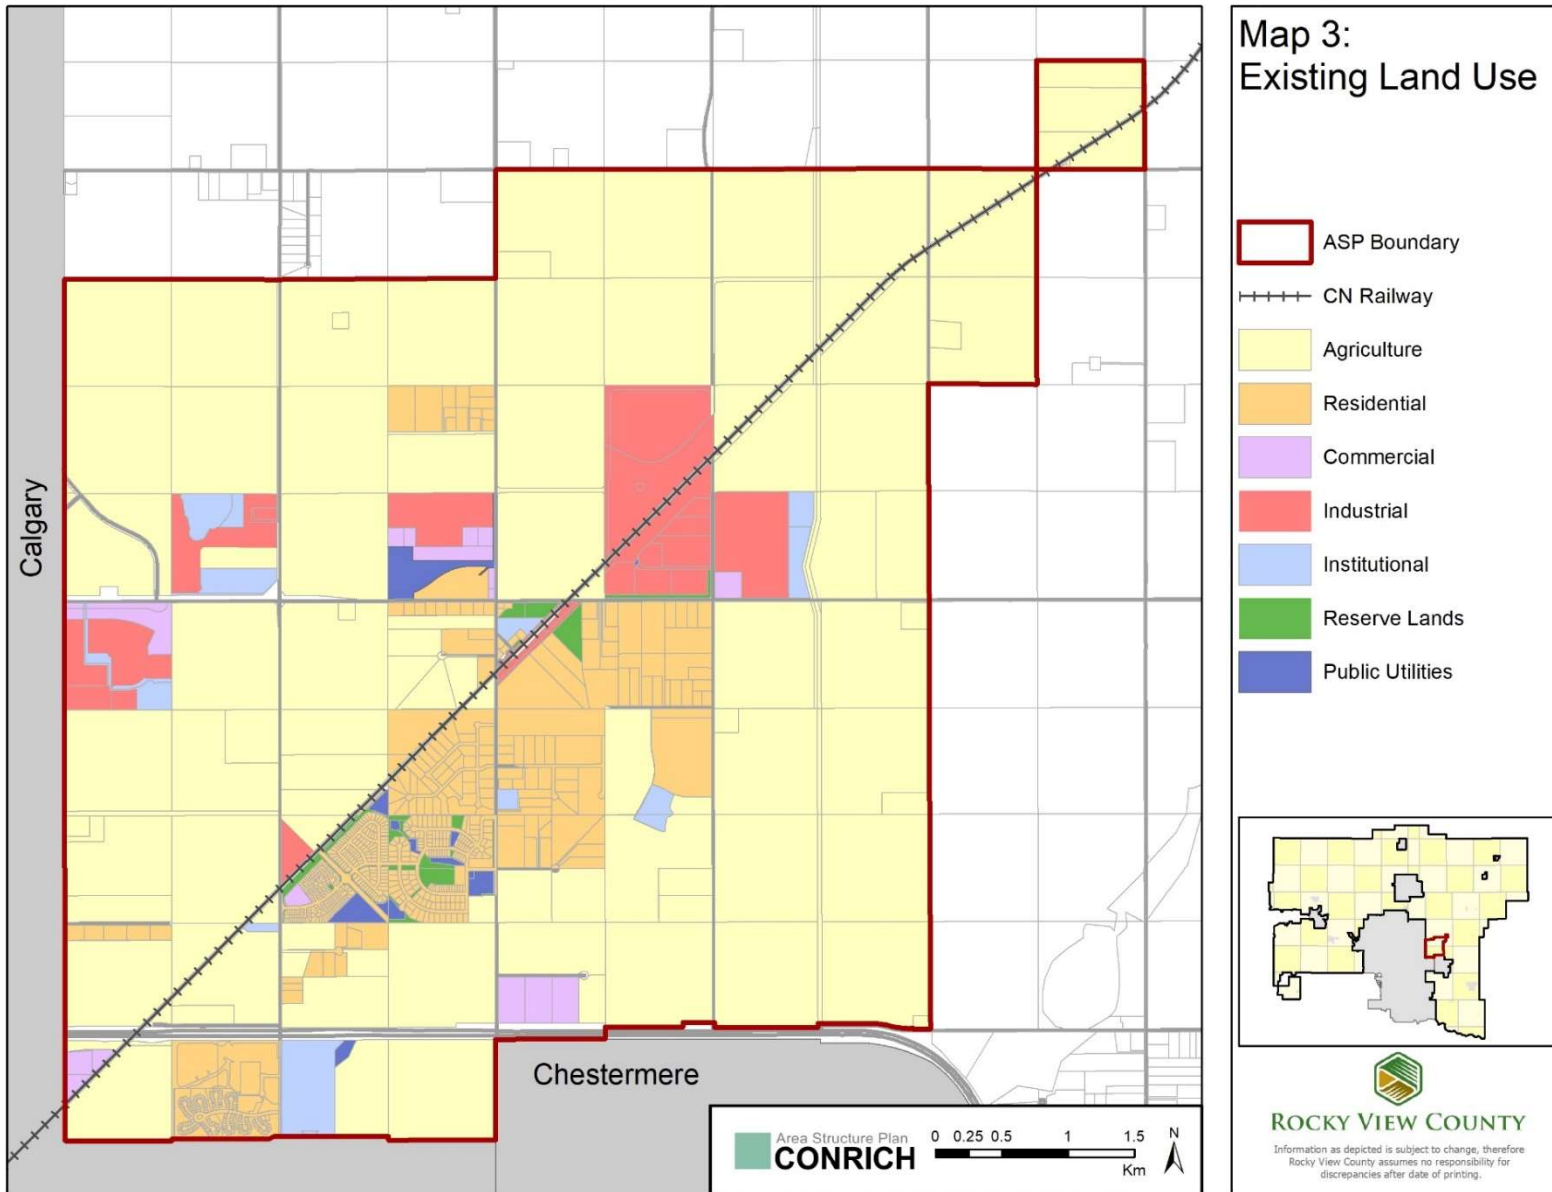 Map 3:
Existing Land Use
ASP Boundary
CN Railway
Agriculture
Residential
Commercial
Industrial
Institutional
Reserve Lands
Public Utilities
Calgary
Chestermere
Area Structure Plan
CONRICH
0 0.25 0.5 1 1.5
Km
N
ROCKY VIEW COUNTY
Information as depicted is subject to change, therefore
Rocky View County assumes no responsibility for
discrepancies after date of printing.